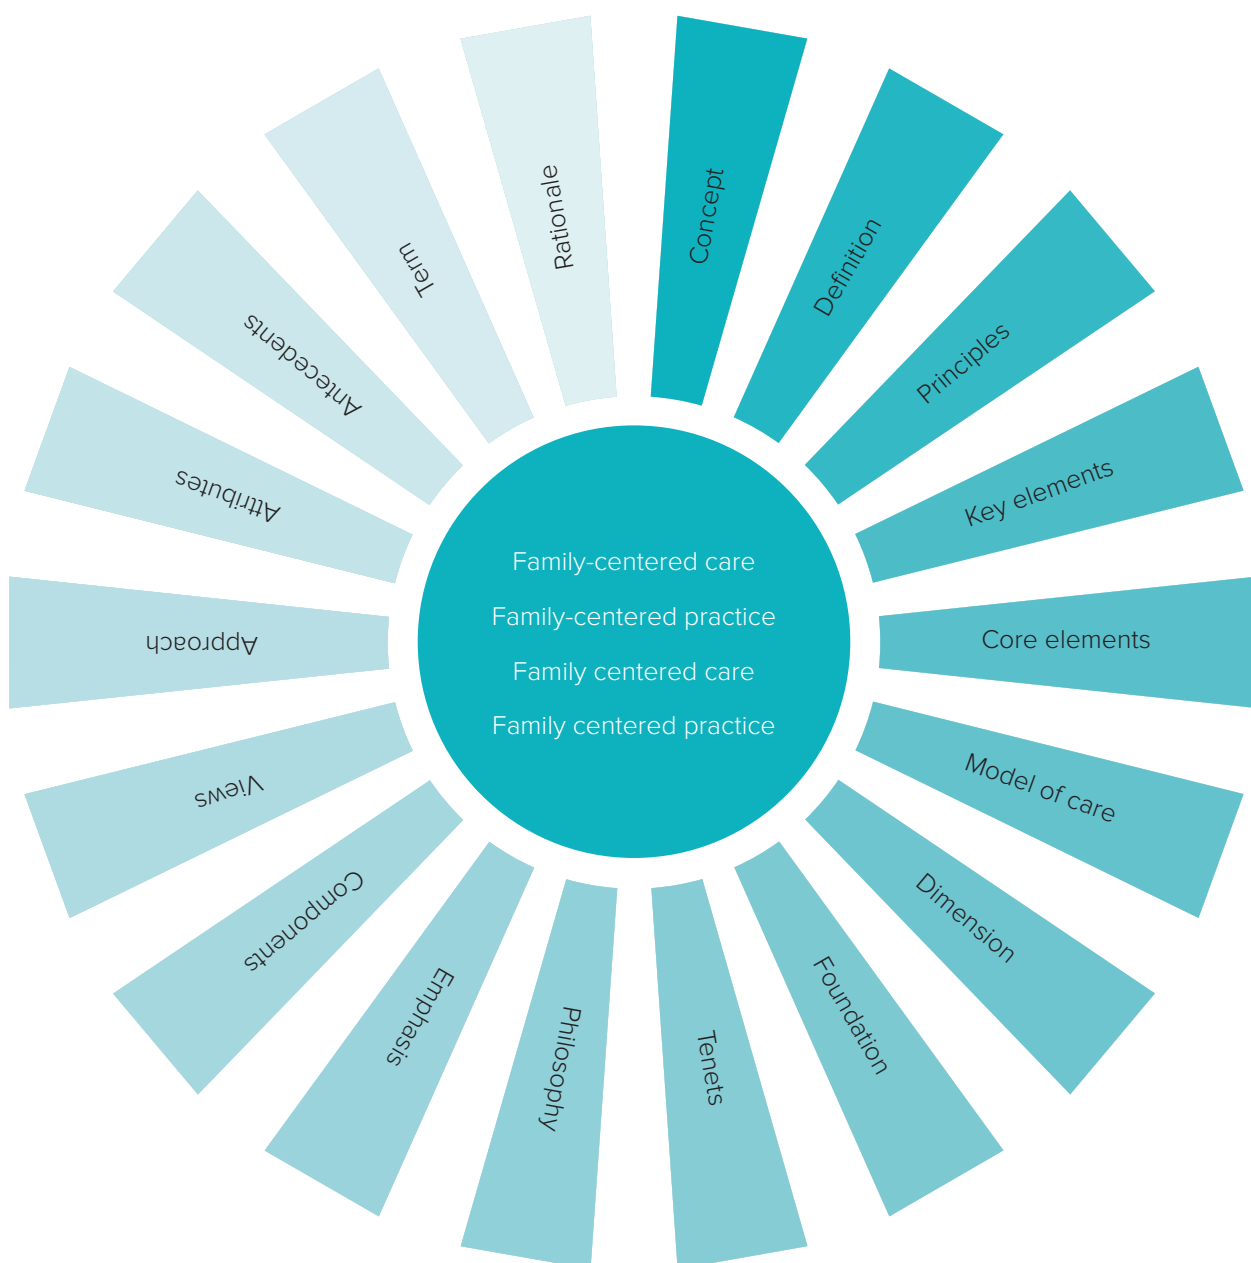 Family-centered care
Family-centered practice
Family centered care
Family centered practice
Concept
Definition
Principles
Key elements
Core elements
Model of care
Dimension
Foundation
Tenets
Philosophy
Emphasis
Components
Views
Approach
Attributes
Antecedents
Term
Rationale